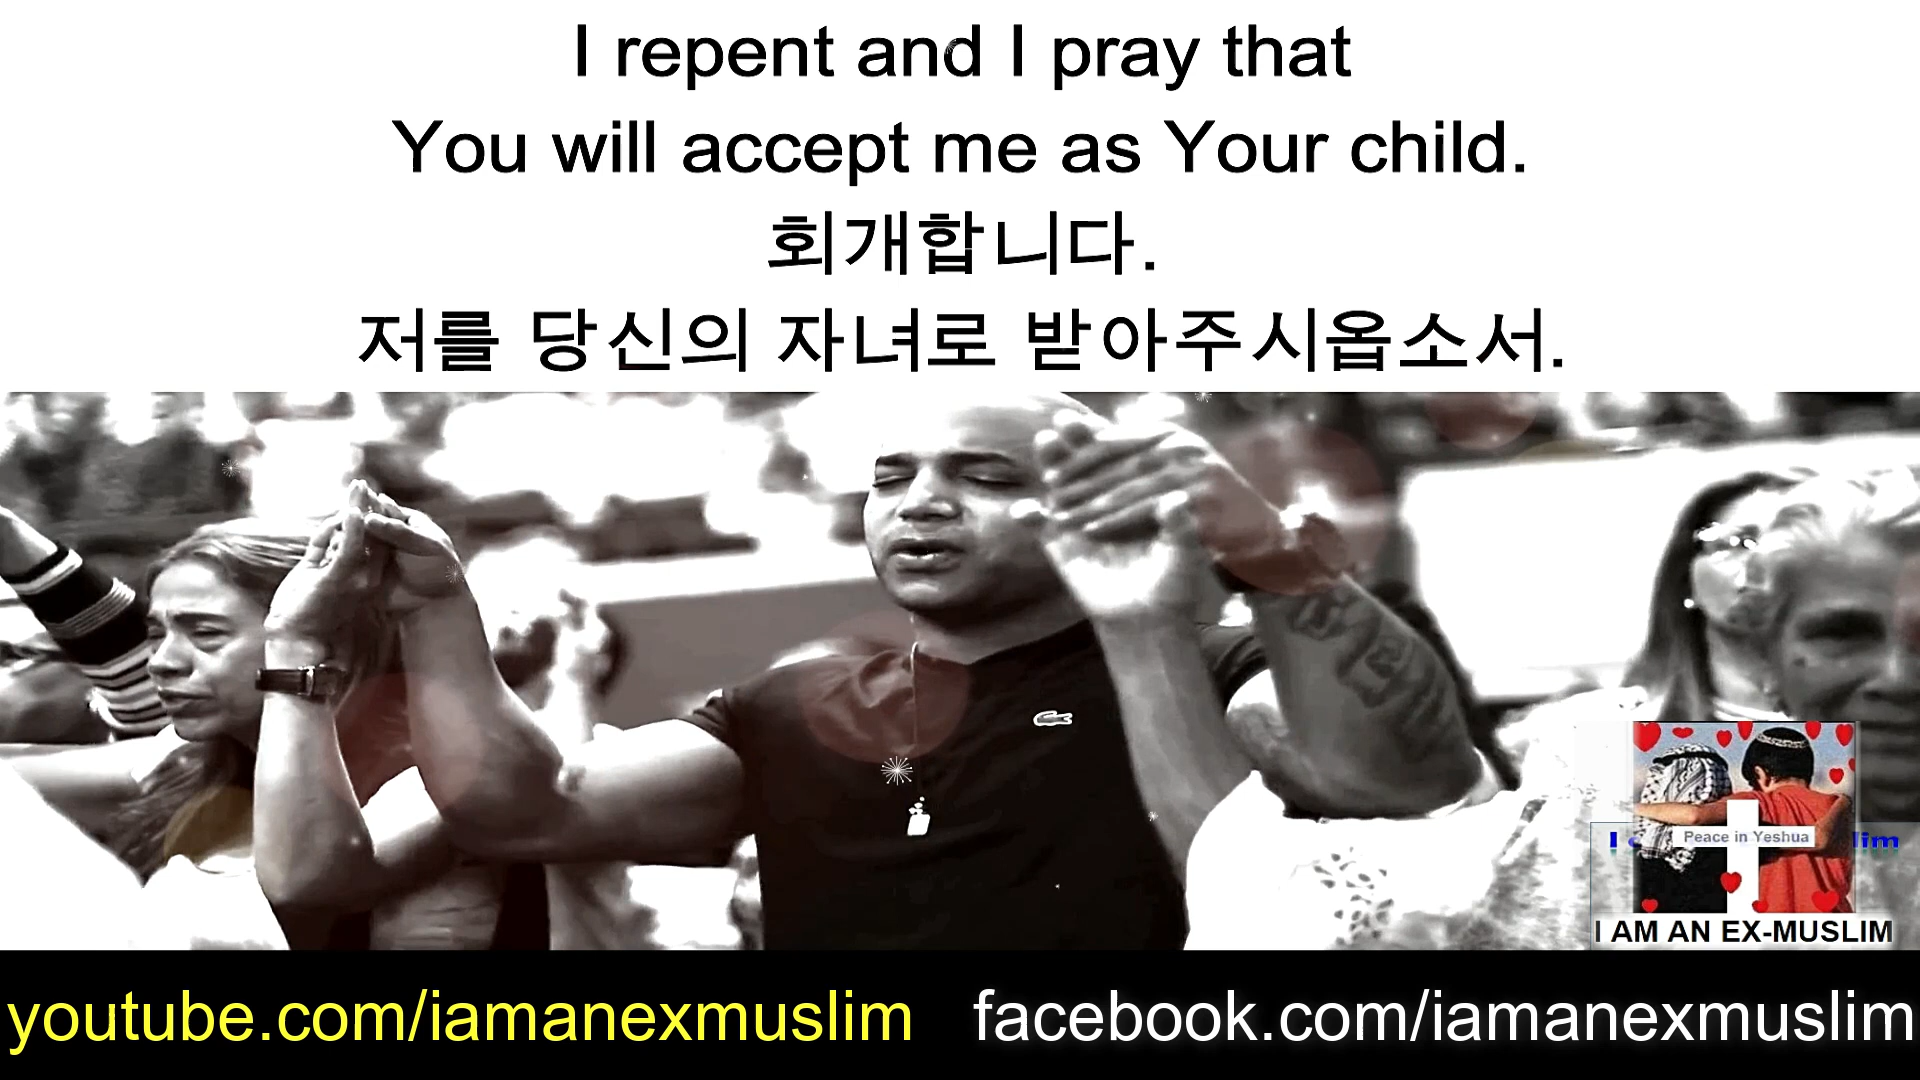 I repent and I pray that
You will accept me as Your child.
회개합니다.
저를 당신의 자녀로 받아주시옵소서.
Peace in Yeshua
I AM AN EX-MUSLIM
youtube.com/iamanexmuslim facebook.com/iamanexmuslim